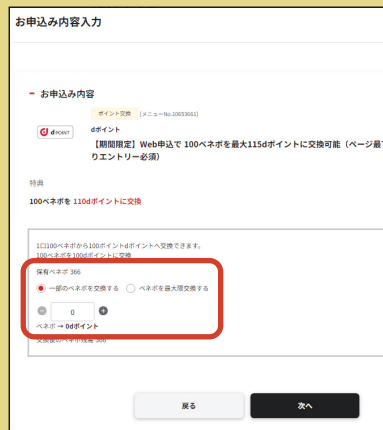 お申込み内容入力
お申込み内容
ポイント交換 [メニューNo.10653661]
d POINT
dポイント
【期間限定】Web申込で 100ベネポを最大115dポイントに交換可能（ページ最下
りエントリー必須）
特典
100ベネポを 110dポイントに交換
1口100ベネポから100ポイントdポイントへ交換できます。
100ベネポを100dポイントに交換
保有ベネポ 366
一部のベネポを交換する ベネポを最大限交換する
0
ベネポ → 0dポイント
交換後のベネポ残高 366
戻る 次へ